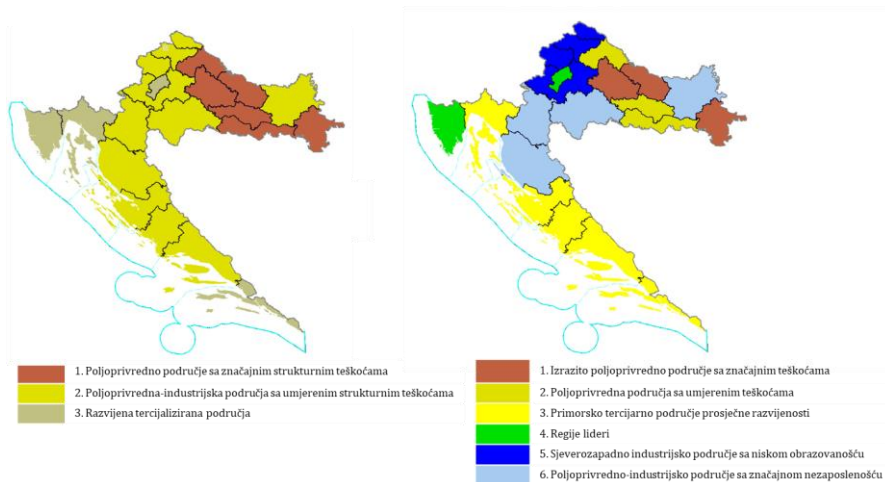 1. Poljoprivredno područje sa značajnim strukturnim teškoćama
2. Poljoprivredna-industrijska područja sa umjerenim strukturnim teškoćama
3. Razvijena tercijalizirana područja
1. Izrazito poljoprivredno područje sa značajnim teškoćama
2. Poljoprivredna područja sa umjerenim teškoćama
3. Primorsko tercijarno područje prosječne razvijenosti
4. Regije lideri
5. Sjeverozapadno industrijsko područje sa niskom obrazovanošću
6. Poljoprivredno-industrijsko područje sa značajnom nezaposlenošću